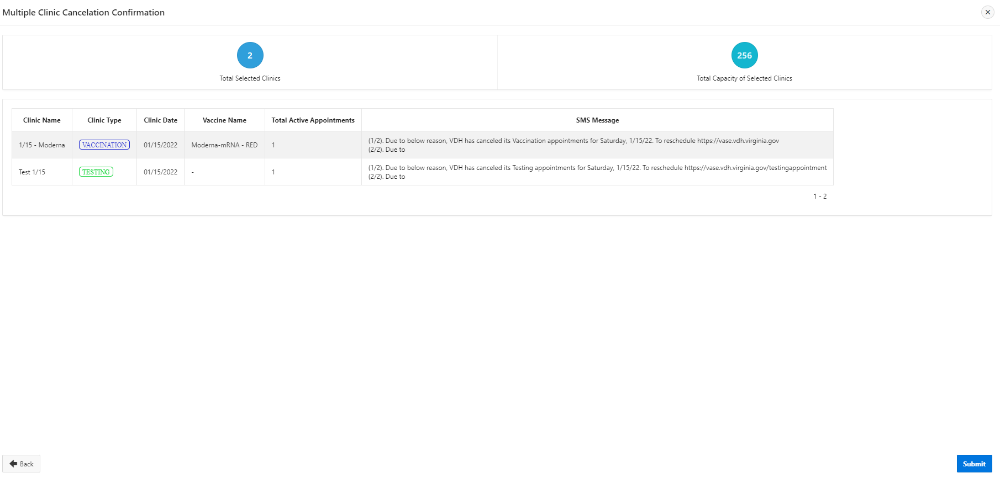 Multiple Clinic Cancelation Confirmation
2
Total Selected Clinics
256
Total Capacity of Selected Clinics
Clinic Name Clinic Type Clinic Date Vaccine Name Total Active Appointments SMS Message
1/15 - Moderna VACCINATION 01/15/2022 Moderna-mRNA - RED 1 (1/2). Due to below reason, VDH has canceled its Vaccination appointments for Saturday, 1/15/22. To reschedule https://vase.vdh.virginia.gov
(2/2). Due to
Test 1/15 TESTING 01/15/2022 - 1 (1/2). Due to below reason, VDH has canceled its Testing appointments for Saturday, 1/15/22. To reschedule https://vase.vdh.virginia.gov/testingappointment
(2/2). Due to
1 - 2
Back
Submit